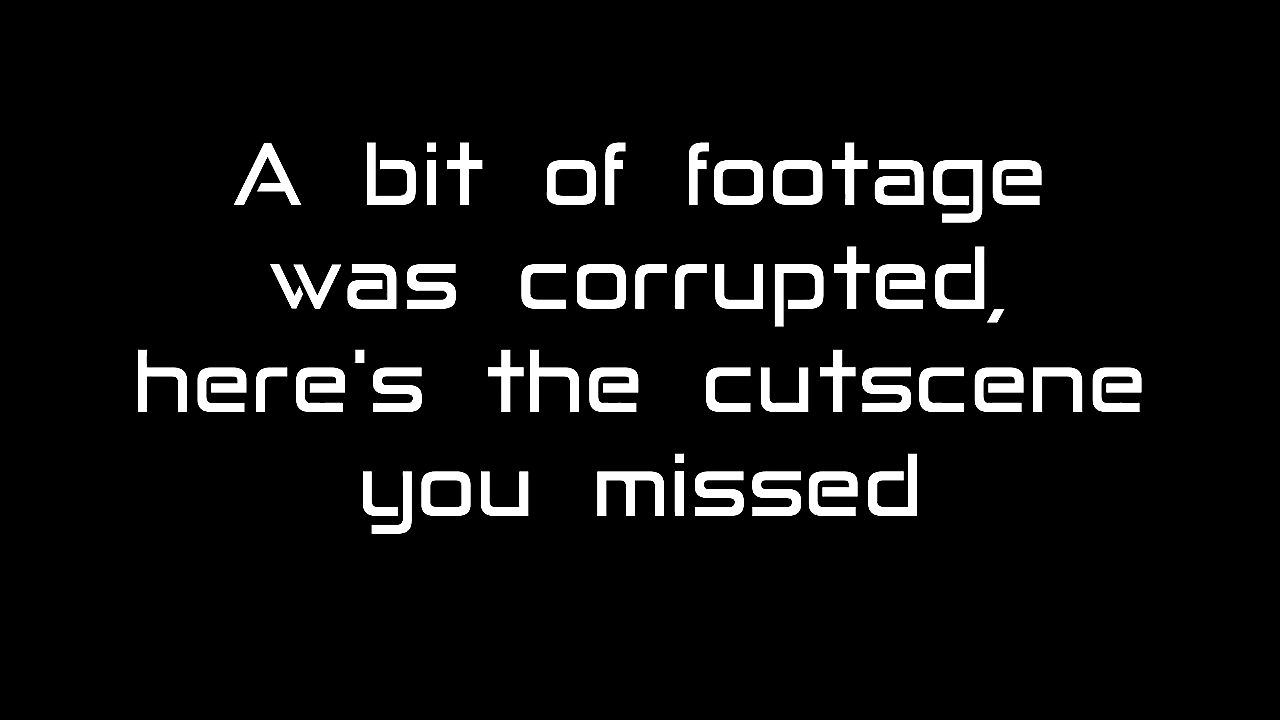 A bit of footage
was corrupted,
here's the cutscene
you missed